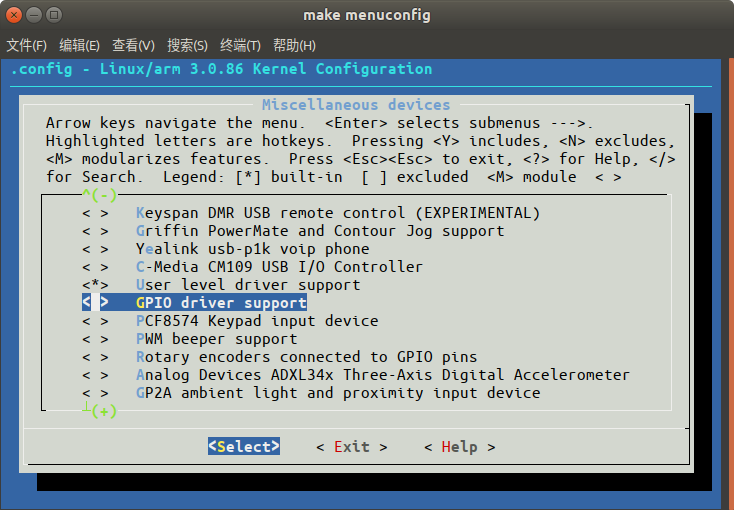 make menuconfig
文件(F) 编辑(E) 查看(V) 搜索(S) 终端(T) 帮助(H)
.config - Linux/arm 3.0.86 Kernel Configuration
Miscellaneous devices
Arrow keys navigate the menu.  <Enter> selects submenus --->.
Highlighted letters are hotkeys.  Pressing <Y> includes, <N> excludes,
<M> modularizes features.  Press <Esc><Esc> to exit, <?> for Help, </>
for Search.  Legend: [*] built-in  [ ] excluded  <M> module  < >
^(-)
< >   Keyspan DMR USB remote control (EXPERIMENTAL)
< >   Griffin PowerMate and Contour Jog support
< >   Yealink usb-p1k voip phone
< >   C-Media CM109 USB I/O Controller
<*>   User level driver support
< >   GPIO driver support
< >   PCF8574 Keypad input device
< >   PWM beeper support
< >   Rotary encoders connected to GPIO pins
< >   Analog Devices ADXL34x Three-Axis Digital Accelerometer
< >   GP2A ambient light and proximity input device
┴(+)
<Select>    < Exit >    < Help >